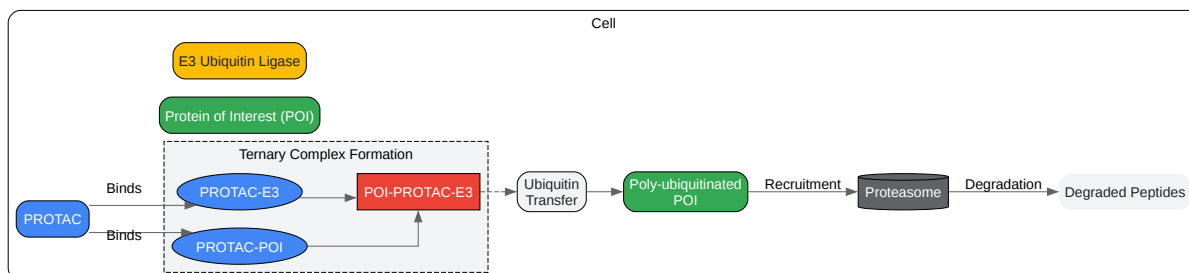 Cell
E3 Ubiquitin Ligase
Protein of Interest (POI)
Ternary Complex Formation
Binds
PROTAC
Binds
PROTAC-E3
PROTAC-POI
POI-PROTAC-E3
Ubiquitin
Transfer
Poly-ubiquitinated
POI
Recruitment
Proteasome
Degradation
Degraded Peptides